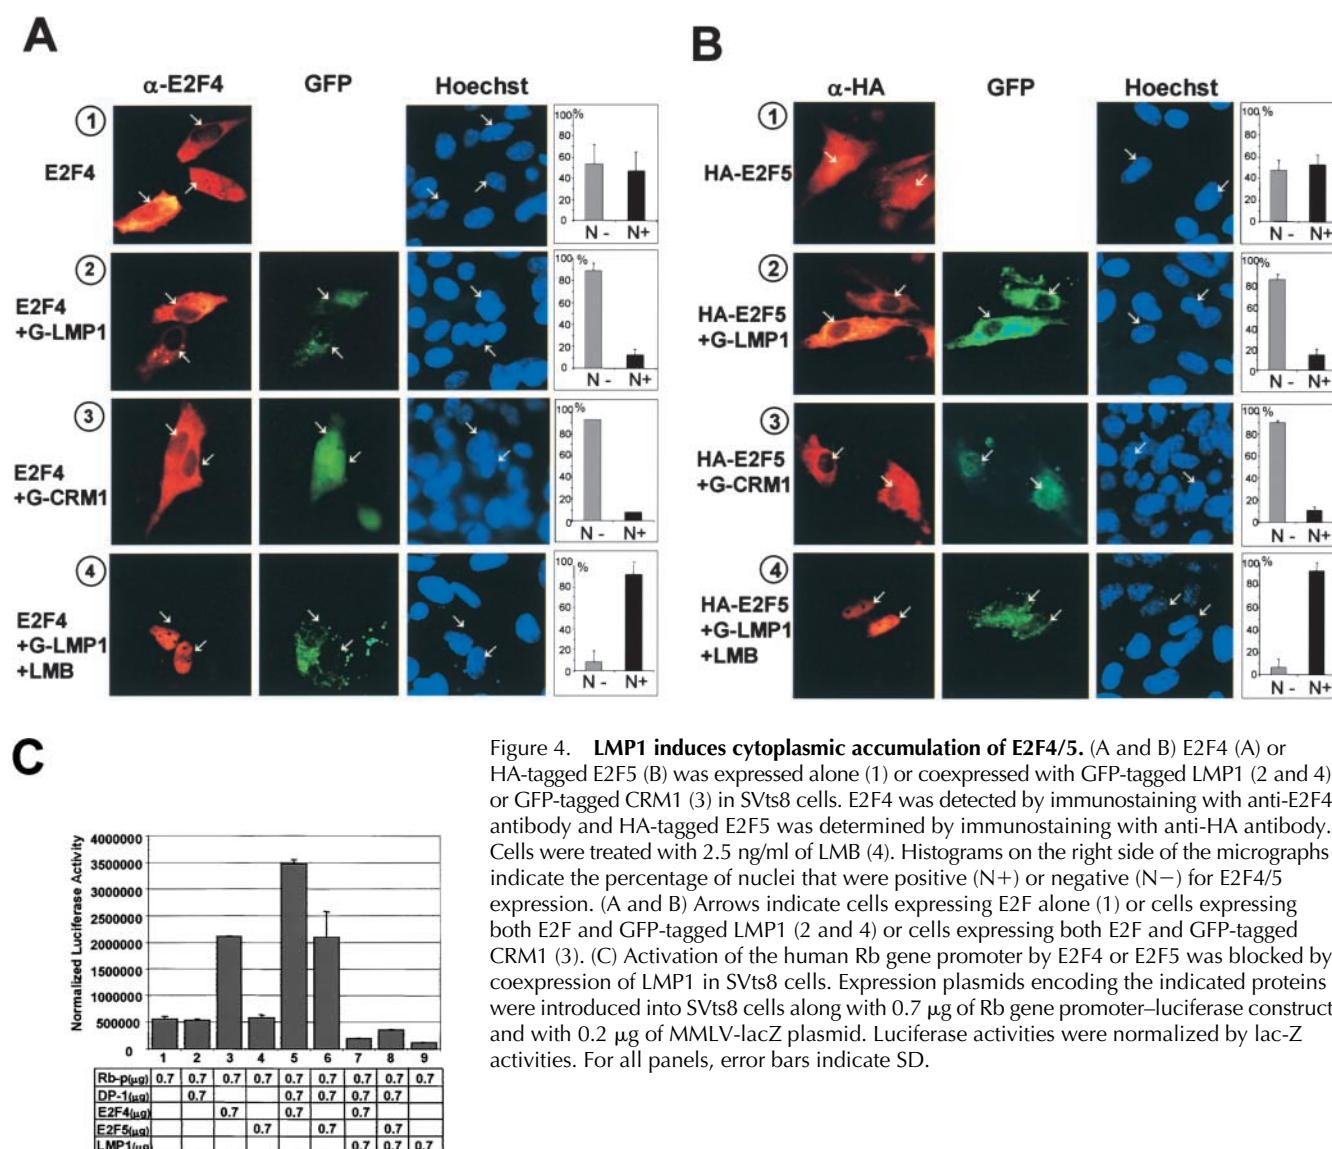 A
α-E2F4 GFP Hoechst
1
E2F4
100 %
80
60
40
20
0
N - N+
2
E2F4
+G-LMP1
100 %
80
60
40
20
0
N - N+
3
E2F4
+G-CRM1
100 %
80
60
40
20
0
N - N+
4
E2F4
+G-LMP1
+LMB
100 %
80
60
40
20
0
N - N+
B
α-HA GFP Hoechst
1
HA-E2F5
100 %
80
60
40
20
0
N - N+
2
HA-E2F5
+G-LMP1
100 %
80
60
40
20
0
N - N+
3
HA-E2F5
+G-CRM1
100 %
80
60
40
20
0
N - N+
4
HA-E2F5
+G-LMP1
+LMB
100 %
80
60
40
20
0
N - N+
C
Normalized Luciferase Activity
4000000
3500000
3000000
2500000
2000000
1500000
1000000
500000
0
1 2 3 4 5 6 7 8 9
Rb-p(μg) 0.7 0.7 0.7 0.7 0.7 0.7 0.7 0.7 0.7
DP-1(μg) 0.7 0.7 0.7 0.7 0.7
E2F4(μg) 0.7 0.7 0.7
E2F5(μg) 0.7 0.7 0.7
LMP1(μg) 0.7 0.7 0.7
Figure 4. LMP1 induces cytoplasmic accumulation of E2F4/5. (A and B) E2F4 (A) or
HA-tagged E2F5 (B) was expressed alone (1) or coexpressed with GFP-tagged LMP1 (2 and 4)
or GFP-tagged CRM1 (3) in SVts8 cells. E2F4 was detected by immunostaining with anti-E2F4
antibody and HA-tagged E2F5 was determined by immunostaining with anti-HA antibody.
Cells were treated with 2.5 ng/ml of LMB (4). Histograms on the right side of the micrographs
indicate the percentage of nuclei that were positive (N+) or negative (N−) for E2F4/5
expression. (A and B) Arrows indicate cells expressing E2F alone (1) or cells expressing
both E2F and GFP-tagged LMP1 (2 and 4) or cells expressing both E2F and GFP-tagged
CRM1 (3). (C) Activation of the human Rb gene promoter by E2F4 or E2F5 was blocked by
coexpression of LMP1 in SVts8 cells. Expression plasmids encoding the indicated proteins
were introduced into SVts8 cells along with 0.7 μg of Rb gene promoter–luciferase construct
and with 0.2 μg of MMLV-lacZ plasmid. Luciferase activities were normalized by lac-Z
activities. For all panels, error bars indicate SD.